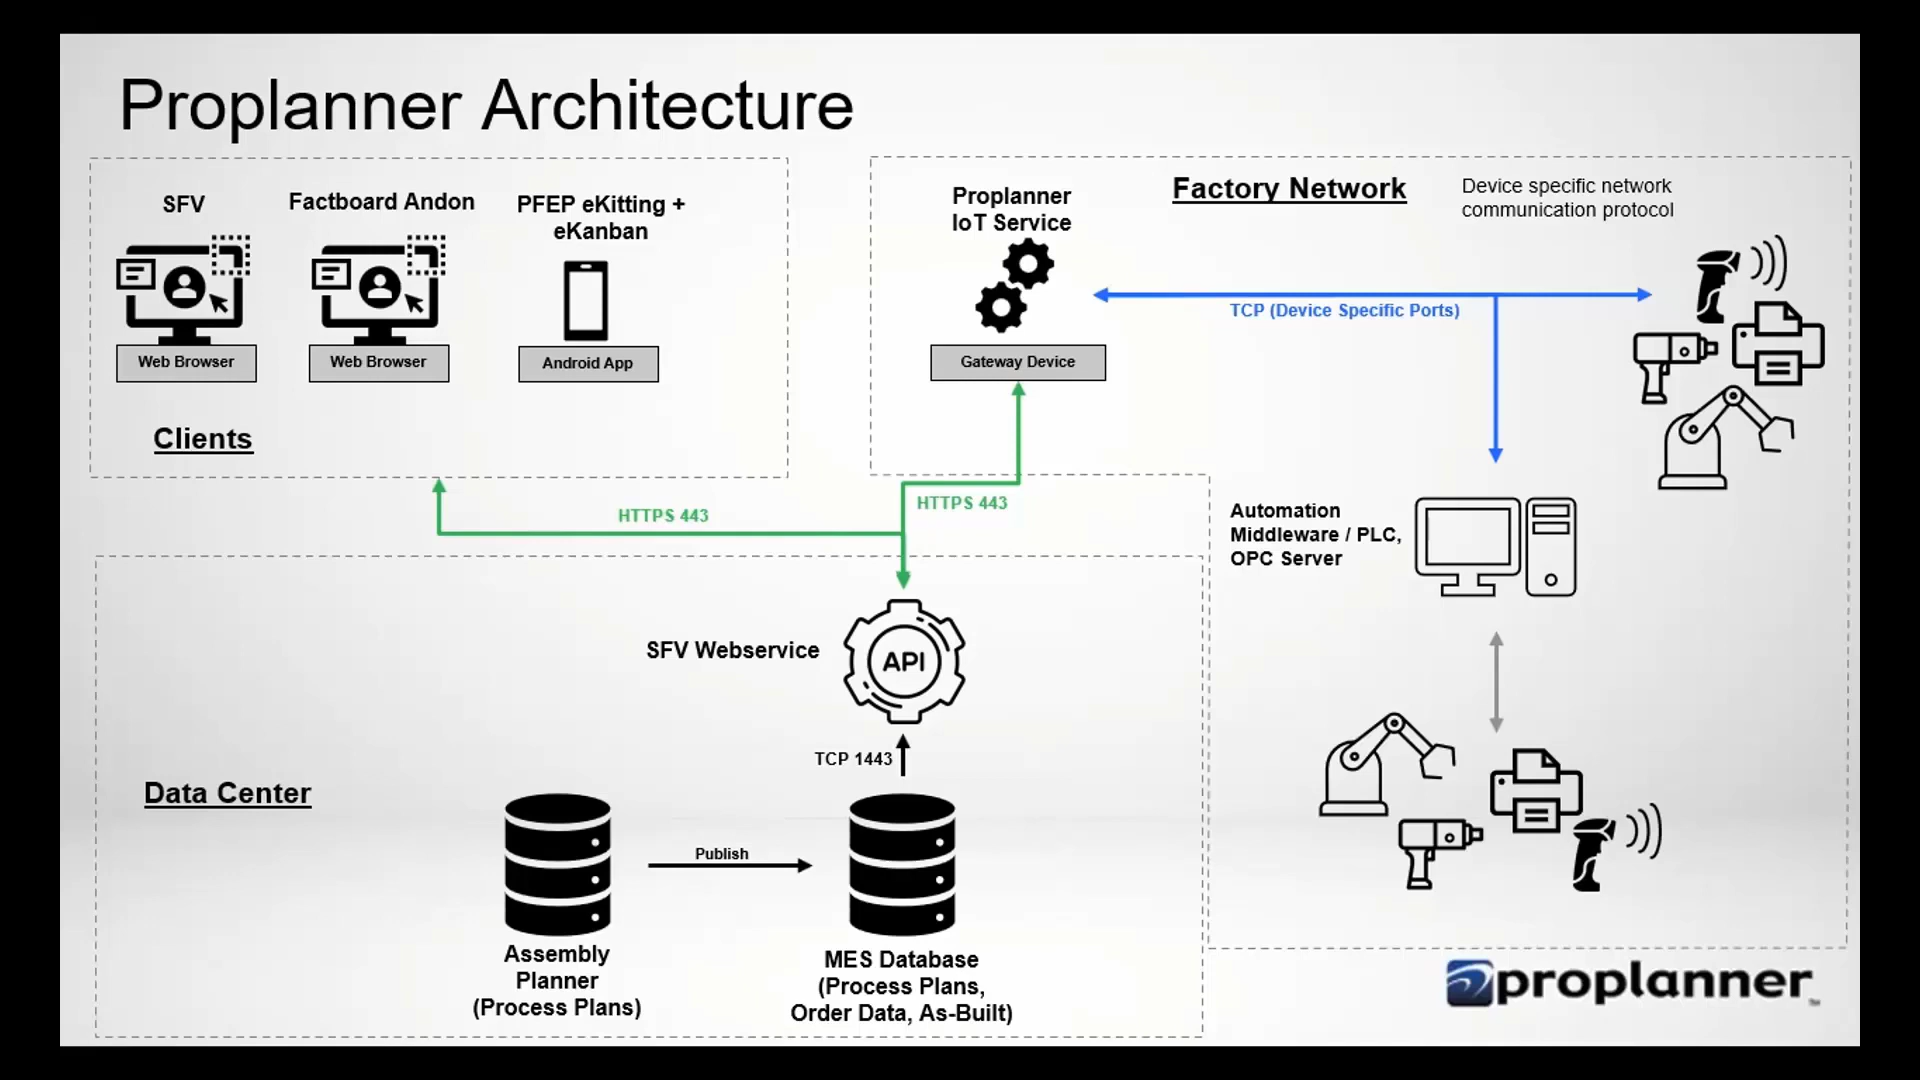 Proplanner Architecture
SFV
Factboard Andon
PFEP eKitting +
eKanban
Web Browser
Web Browser
Android App
Clients
Proplanner
IoT Service
Gateway Device
Factory Network
Device specific network
communication protocol
TCP (Device Specific Ports)
HTTPS 443
HTTPS 443
Automation
Middleware / PLC,
OPC Server
SFV Webservice
API
TCP 1443
Data Center
Publish
Assembly
Planner
(Process Plans)
MES Database
(Process Plans,
Order Data, As-Built)
proplanner